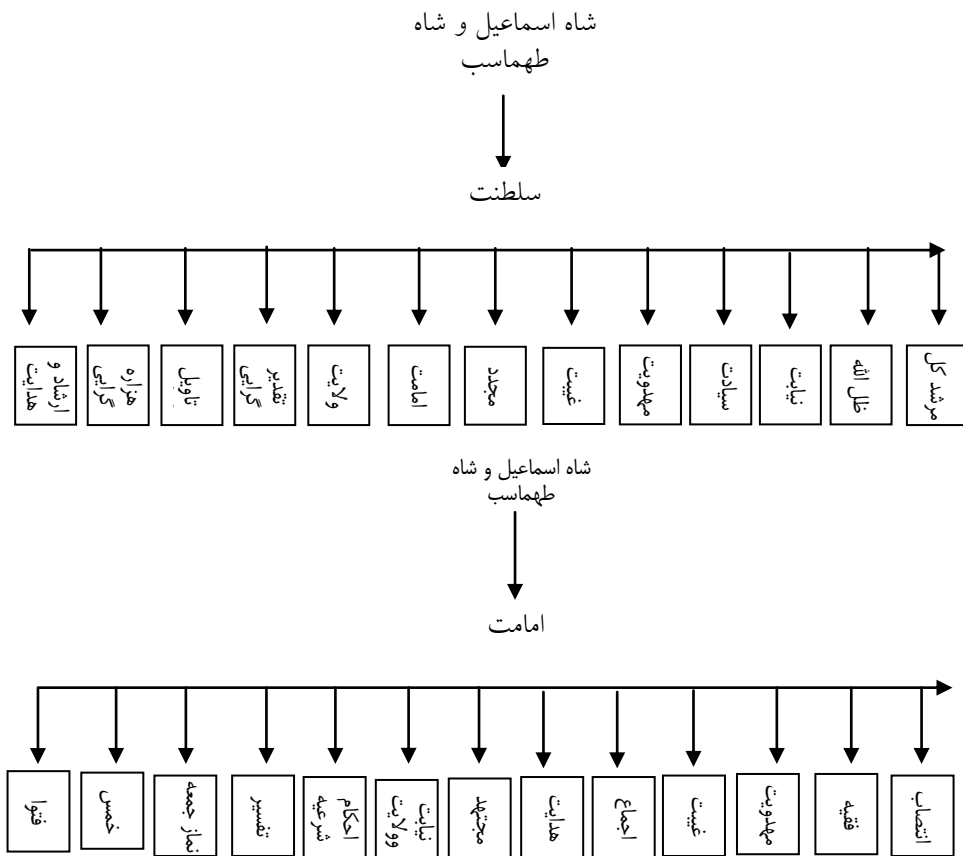 شاه اسماعیل و شاه
طهماسب
سلطنت
مرشد کل
ظل الله
نیابت
سیادت
مهدویت
غیبت
مجدد
امامت
ولایت
تقدیر
گرایی
تاویل
هزاره
گرایی
ارشاد و
هدایت
شاه اسماعیل و شاه
طهماسب
امامت
انتصاب
فقیه
مهدویت
غیبت
اجماع
هدایت
مجتهد
نیابت
وولایت
احکام
شرعیه
تفسیر
نماز جمعه
خمس
فتوا